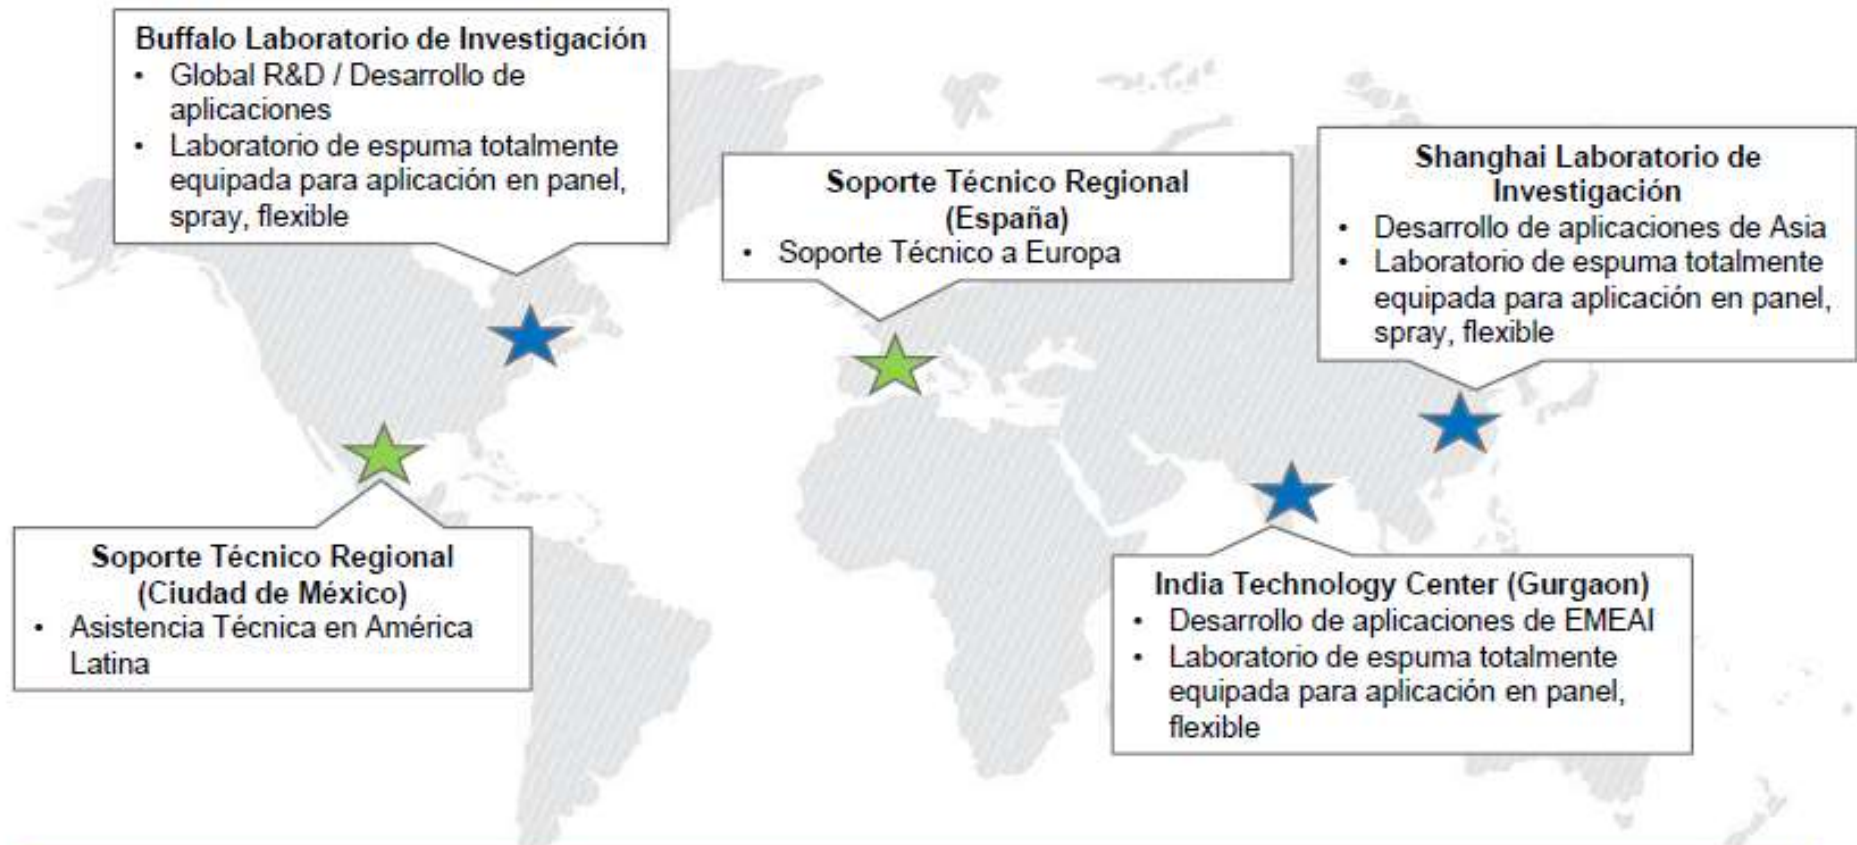 Buffalo Laboratorio de Investigación
• Global R&D / Desarrollo de
aplicaciones
• Laboratorio de espuma totalmente
equipada para aplicación en panel,
spray, flexible
Soporte Técnico Regional
(España)
• Soporte Técnico a Europa
Shanghai Laboratorio de
Investigación
• Desarrollo de aplicaciones de Asia
• Laboratorio de espuma totalmente
equipada para aplicación en panel,
spray, flexible
Soporte Técnico Regional
(Ciudad de México)
• Asistencia Técnica en América
Latina
India Technology Center (Gurgaon)
• Desarrollo de aplicaciones de EMEAI
• Laboratorio de espuma totalmente
equipada para aplicación en panel,
flexible